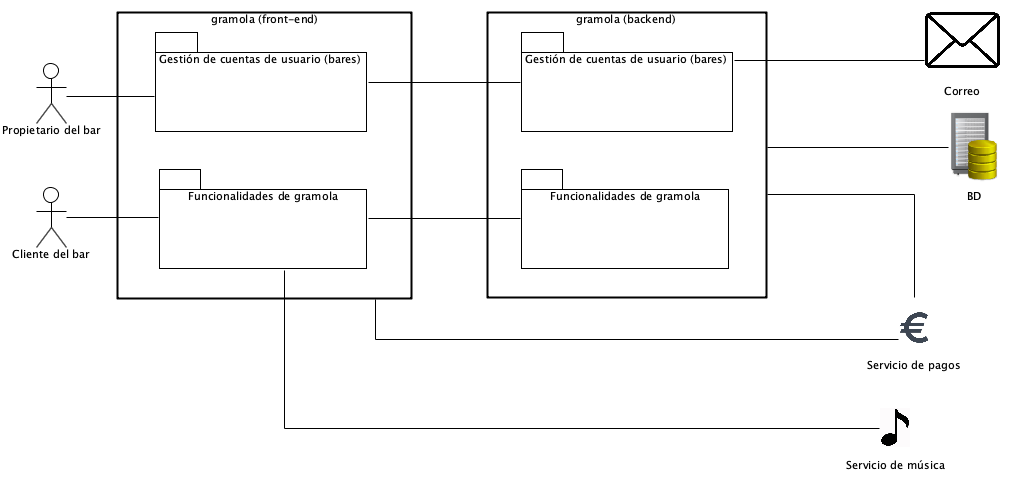 gramola (front-end)
gramola (backend)
Gestión de cuentas de usuario (bares)
Gestión de cuentas de usuario (bares)
Correo
Propietario del bar
Funcionalidades de gramola
Funcionalidades de gramola
BD
Cliente del bar
€
Servicio de pagos
Servicio de música